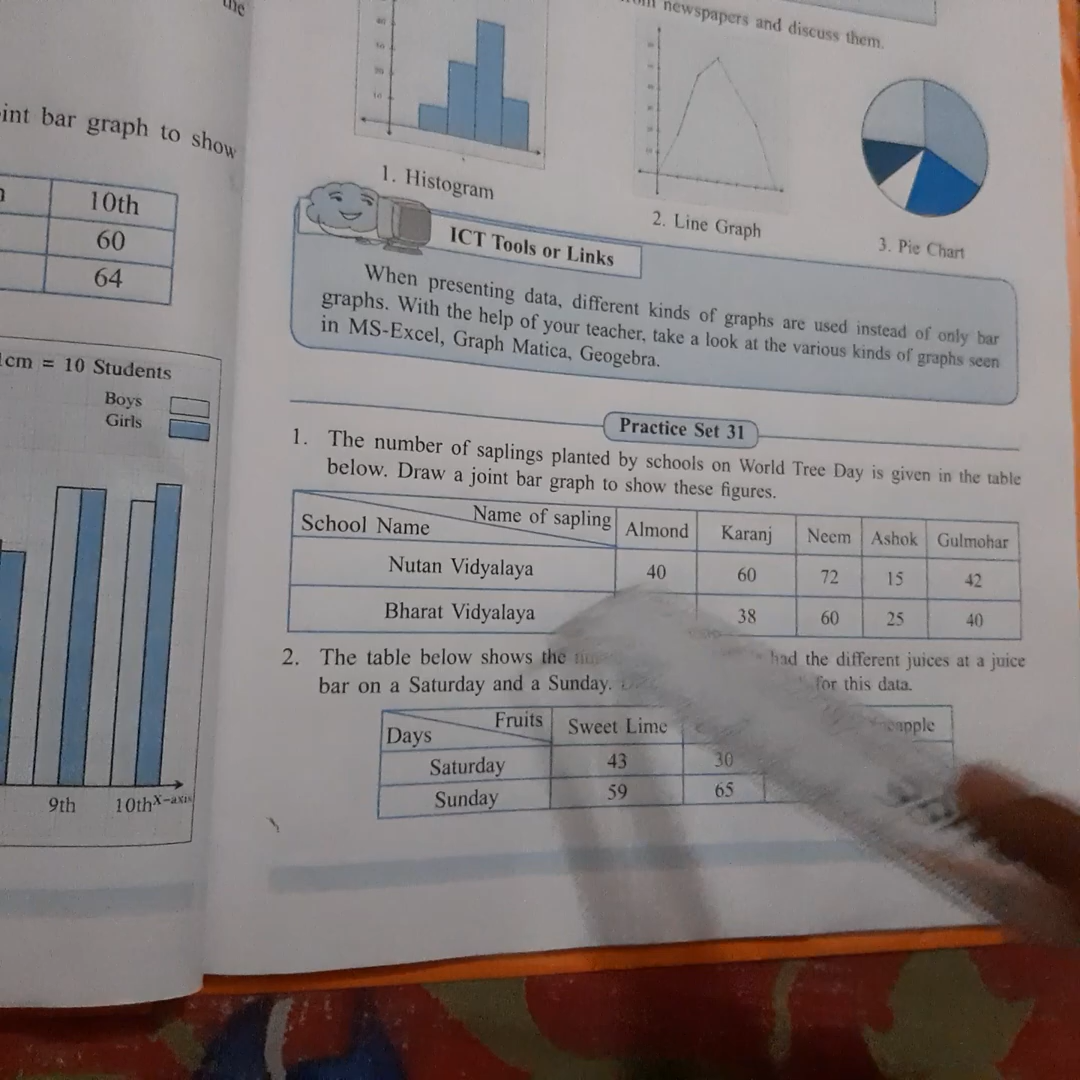 the
int bar graph to show
10th
60
64
1cm = 10 Students
Boys
Girls
9th 10th X-axis
newspapers and discuss them.
1. Histogram
2. Line Graph
3. Pie Chart
ICT Tools or Links
When presenting data, different kinds of graphs are used instead of only bar
graphs. With the help of your teacher, take a look at the various kinds of graphs seen
in MS-Excel, Graph Matica, Geogebra.
Practice Set 31
1. The number of saplings planted by schools on World Tree Day is given in the table
below. Draw a joint bar graph to show these figures.
School Name Name of sapling Almond Karanj Neem Ashok Gulmohar
Nutan Vidyalaya 40 60 72 15 42
Bharat Vidyalaya 38 60 25 40
2. The table below shows the had the different juices at a juice
bar on a Saturday and a Sunday. for this data.
Days Fruits Sweet Lime
Saturday 43 30
Sunday 59 65